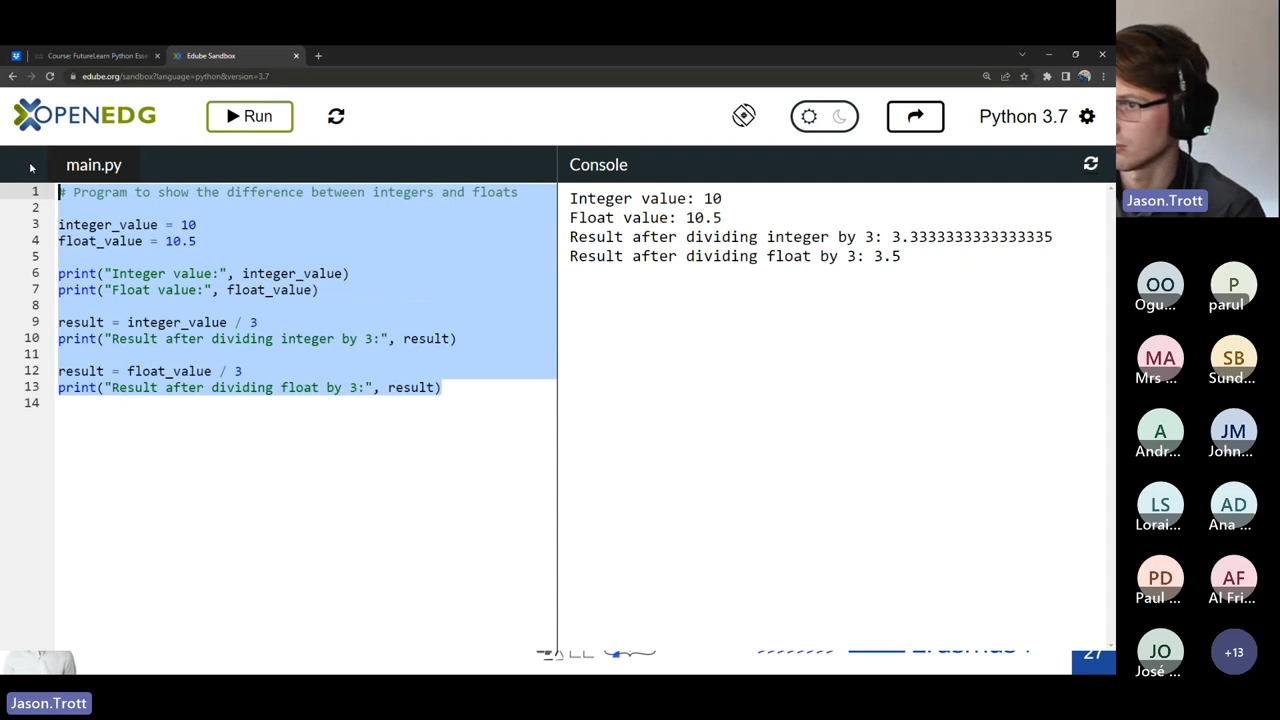 Course: FutureLearn Python Esse
Edube Sandbox
edube.org/sandbox?language=python&version=3.7
OPENEDG
Run
Python 3.7
main.py
Console
1 # Program to show the difference between integers and floats
2
3 integer_value = 10
4 float_value = 10.5
5
6 print("Integer value:", integer_value)
7 print("Float value:", float_value)
8
9 result = integer_value / 3
10 print("Result after dividing integer by 3:", result)
11
12 result = float_value / 3
13 print("Result after dividing float by 3:", result)
14
Integer value: 10
Float value: 10.5
Result after dividing integer by 3: 3.3333333333333335
Result after dividing float by 3: 3.5
27
Jason.Trott
Jason.Trott
OO
Ogu...
P
parul
MA
Mrs ...
SB
Sund...
A
Andr...
JM
John...
LS
Lorai...
AD
Ana ...
PD
Paul ...
AF
Al Fri...
JO
José ...
+13